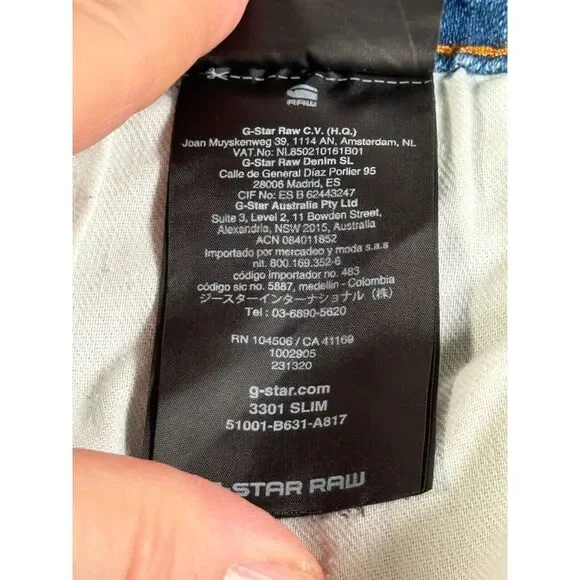 RAW
G-Star Raw C.V. (H.Q.)
Joan Muyskenweg 39, 1114 AN, Amsterdam, NL
VAT.No: NL850210161B01
G-Star Raw Denim SL
Calle de General Díaz Porlier 95
28006 Madrid, ES
CIF No: ES B 62443247
G-Star Australia Pty Ltd
Suite 3, Level 2, 11 Bowden Street,
Alexandria, NSW 2015, Australia
ACN 084011852
Importado por mercadeo y moda s.a.s
nit. 800.169.352-6
código importador no. 483
código sic no. 5887, medellin - Colombia
ジースターインターナショナル（株）
Tel : 03-6890-5620
RN 104506 / CA 41169
1002905
231320
g-star.com
3301 SLIM
51001-B631-A817
STAR RAW